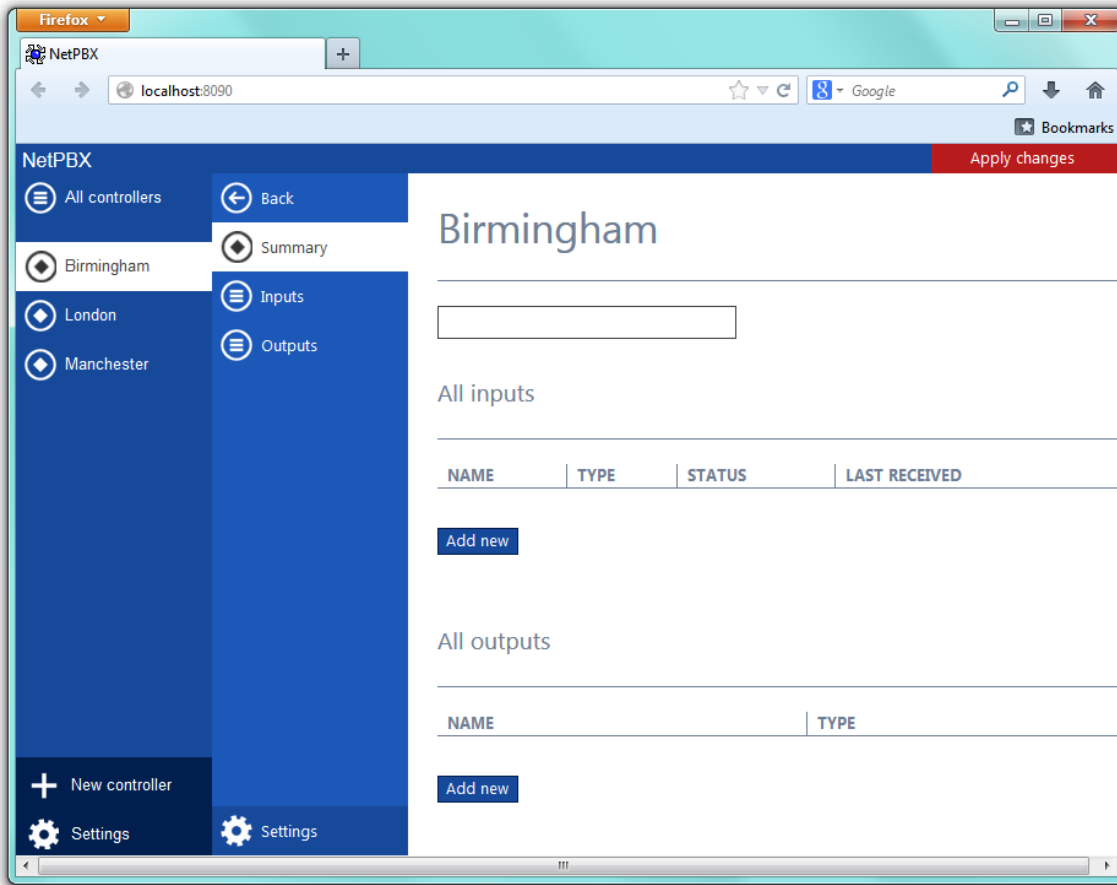 Firefox
NetPBX
localhost:8090
Google
Bookmarks
NetPBX
Apply changes
All controllers
Birmingham
London
Manchester
New controller
Settings
Back
Summary
Inputs
Outputs
Settings
Birmingham
All inputs
NAME TYPE STATUS LAST RECEIVED
Add new
All outputs
NAME TYPE
Add new